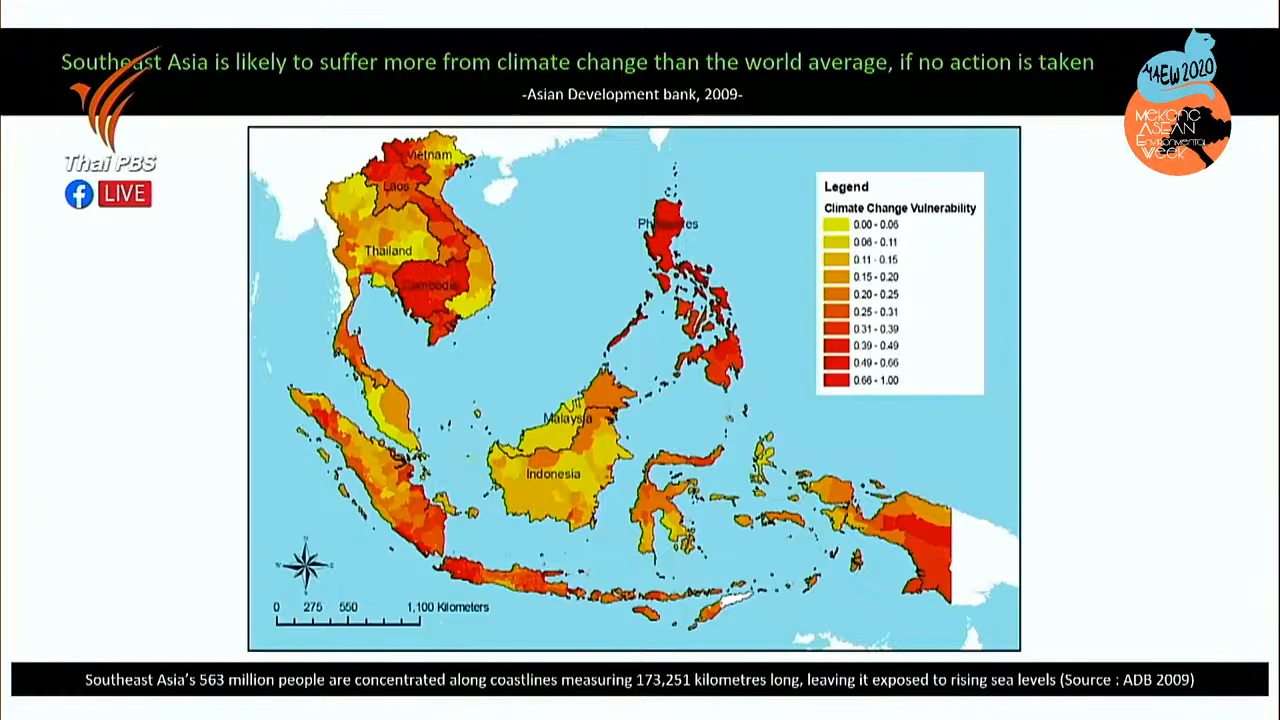 Southeast Asia is likely to suffer more from climate change than the world average, if no action is taken
-Asian Development bank, 2009-
Thai PBS
LIVE
MAEW 2020
MEKONG
ASEAN
Environmental
Week
Vietnam
Laos
Thailand
Cambodia
Philippines
Malaysia
Indonesia
Legend
Climate Change Vulnerability
0.00 - 0.06
0.06 - 0.11
0.11 - 0.15
0.15 - 0.20
0.20 - 0.25
0.25 - 0.31
0.31 - 0.39
0.39 - 0.49
0.49 - 0.66
0.66 - 1.00
N
W E
S
0 275 550 1,100 Kilometers
Southeast Asia's 563 million people are concentrated along coastlines measuring 173,251 kilometres long, leaving it exposed to rising sea levels (Source : ADB 2009)